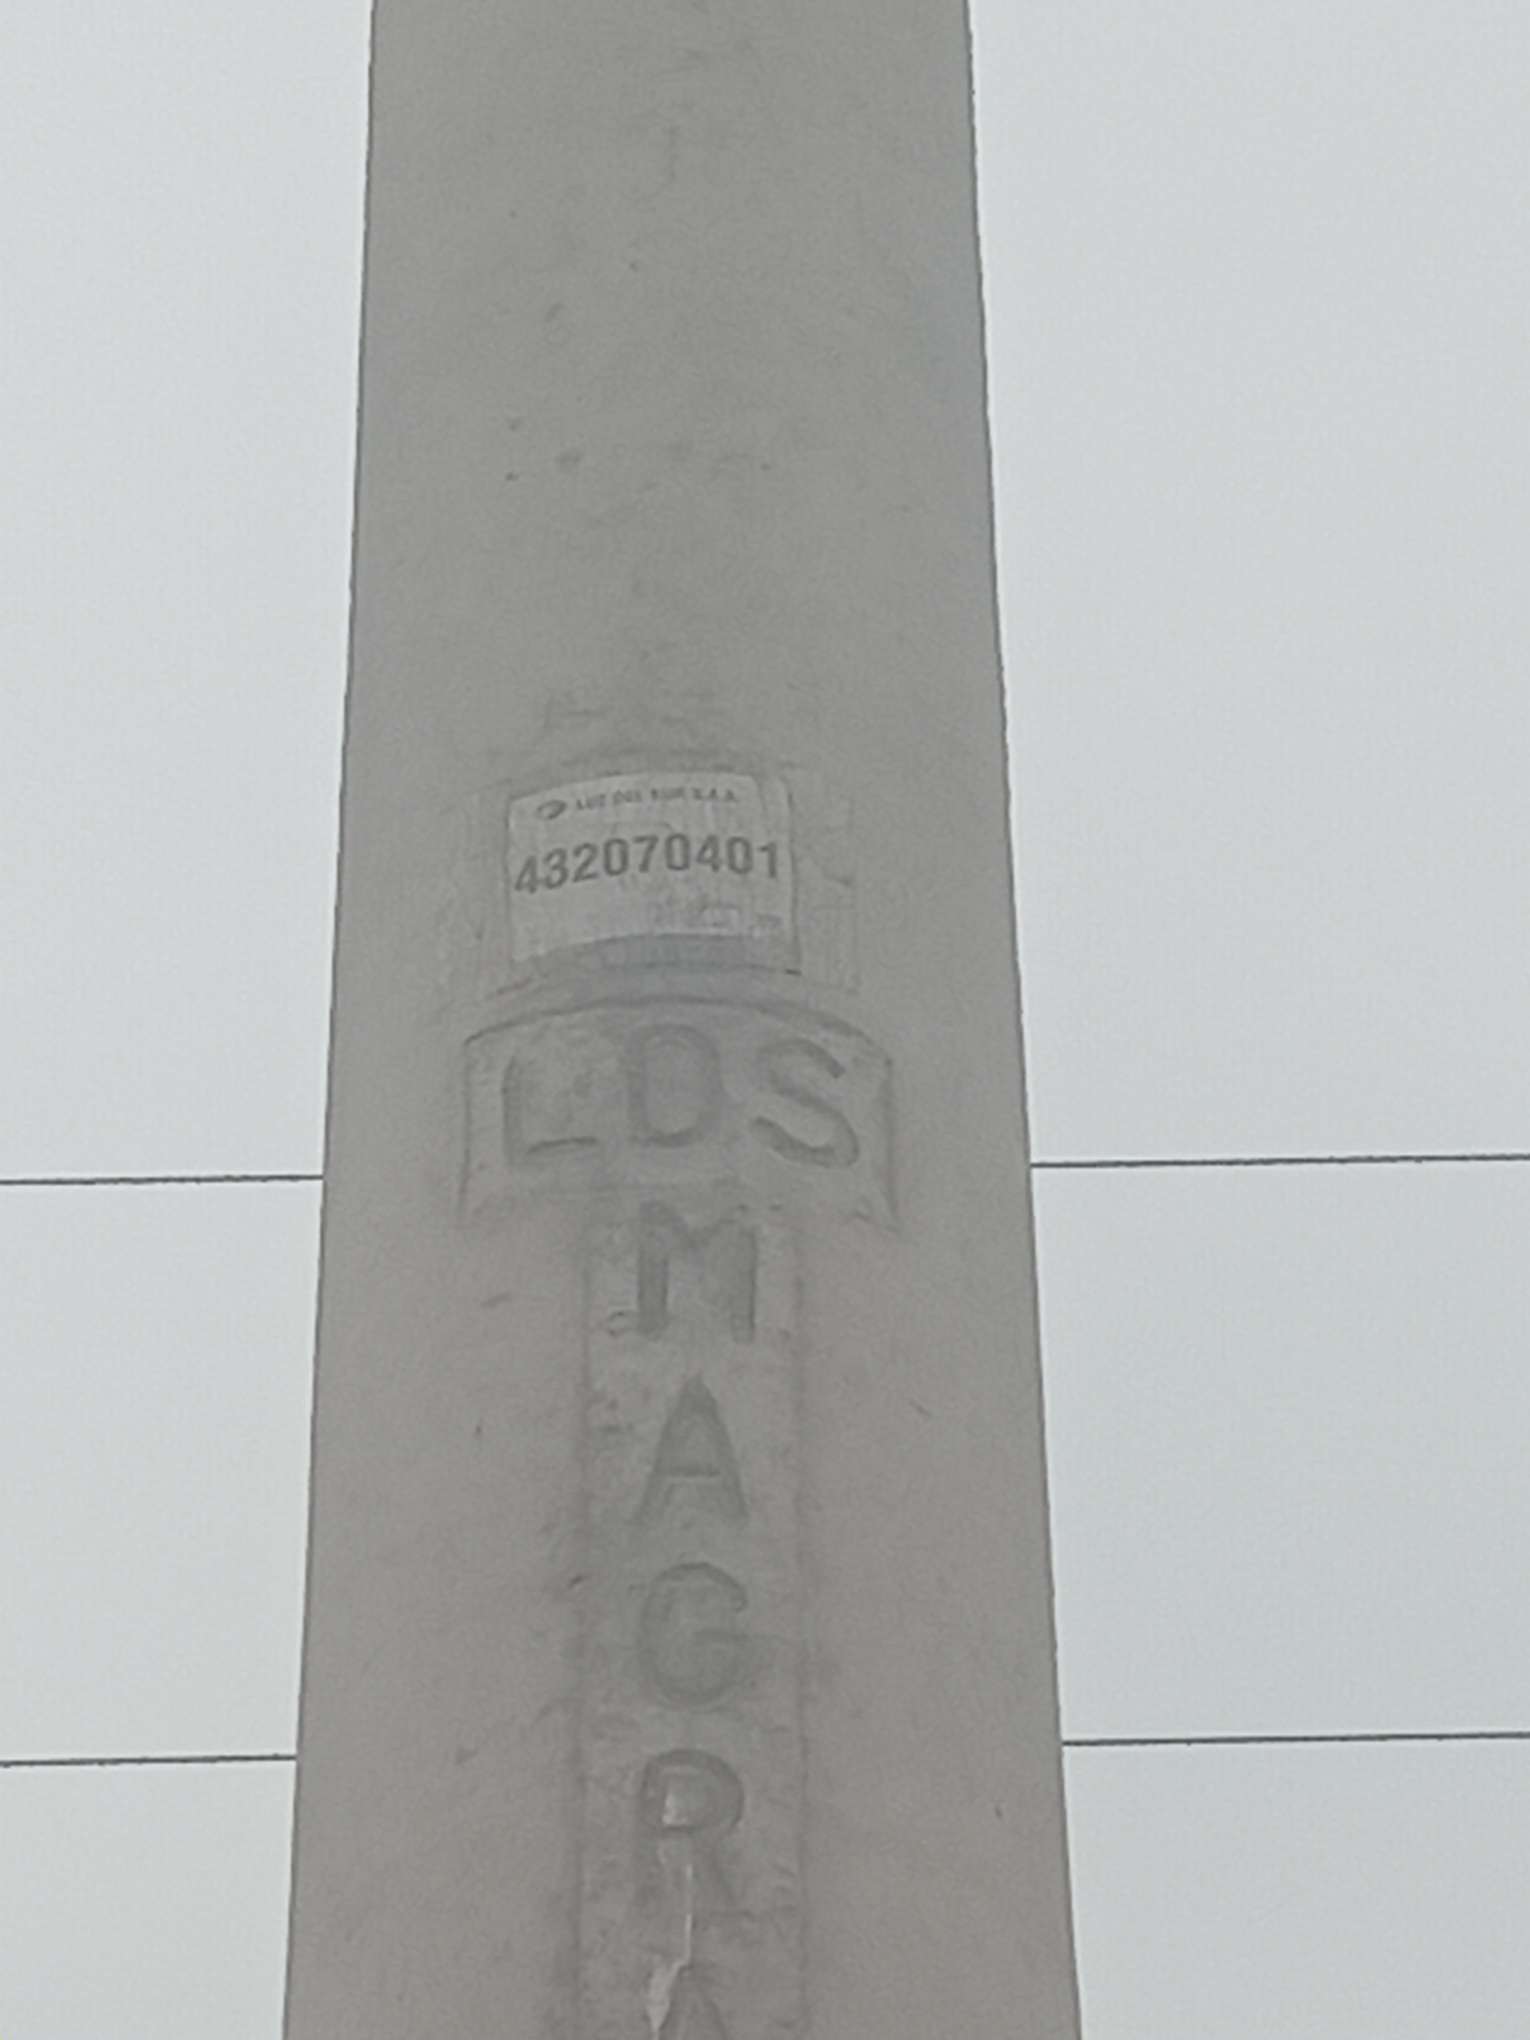 LUZ DEL SUR S.A.A.
432070401
LDS
M
A
G
R
A